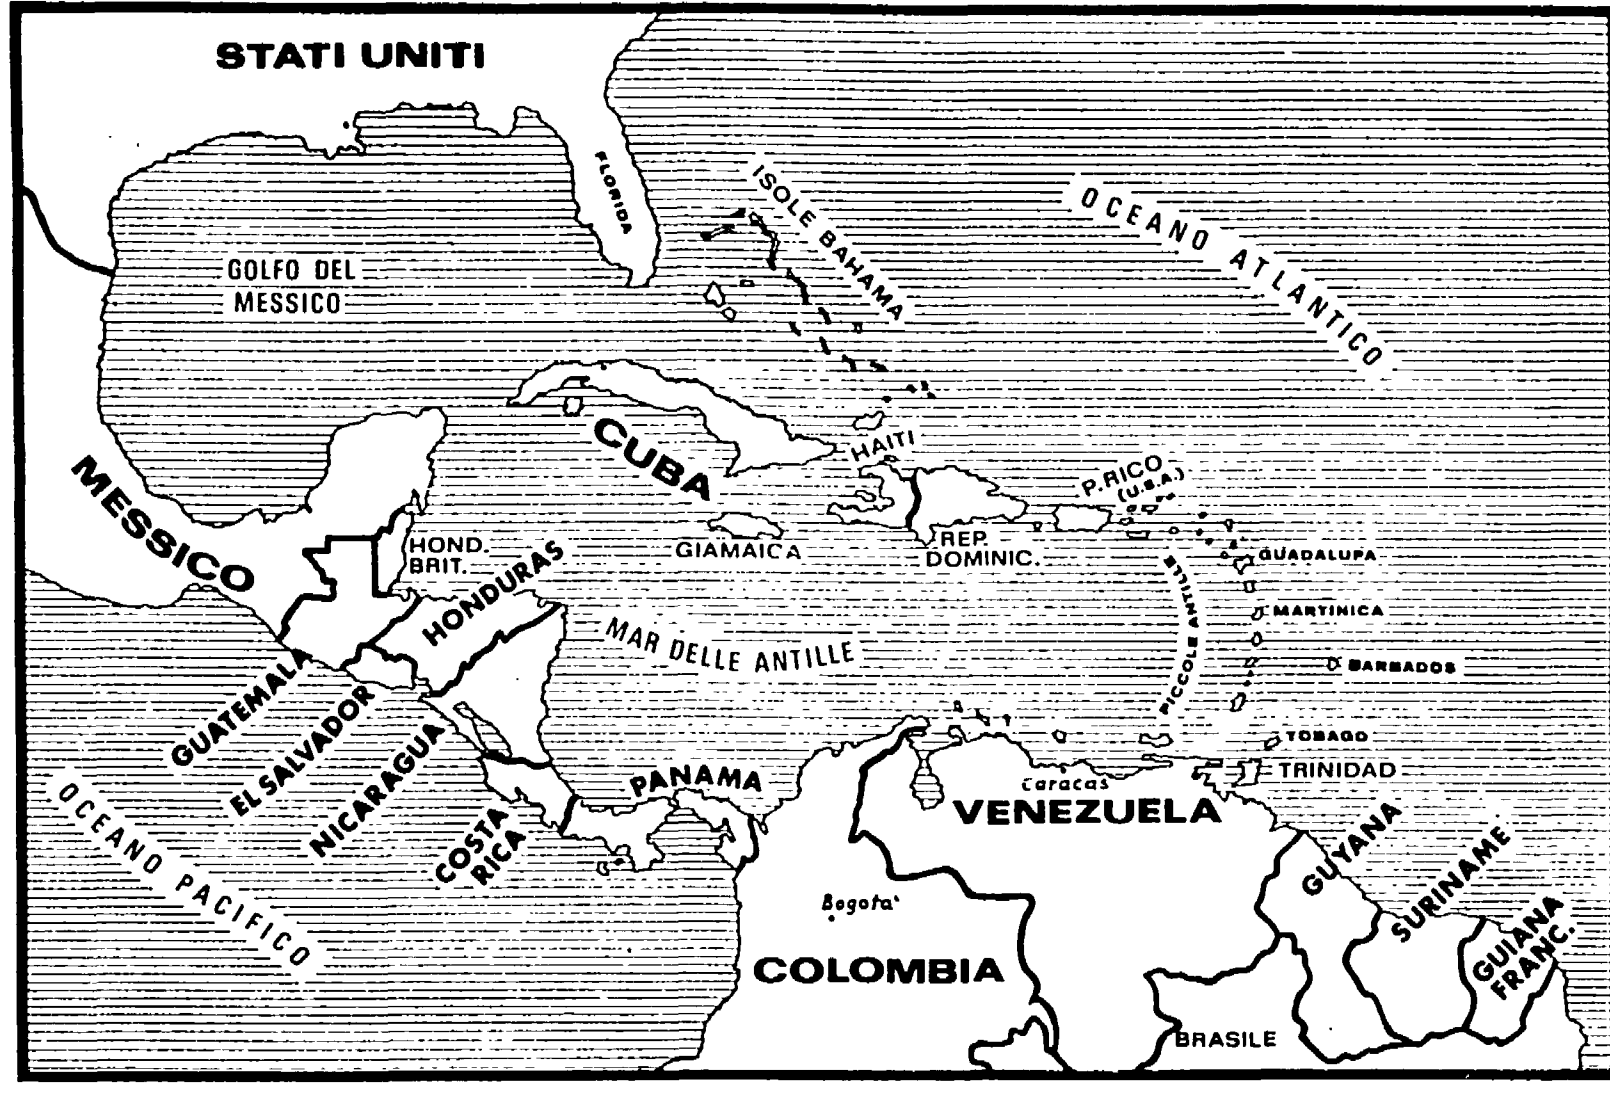 STATI UNITI
FLORIDA
ISOLE BAHAMA
OCEANO ATLANTICO
GOLFO DEL
MESSICO
CUBA
HAITI
P. RICO
(U.S.A.)
MESSICO
HOND.
BRIT.
HONDURAS
GIAMAICA
REP.
DOMINIC.
GUADALUPA
PICCOLE ANTILLE
MARTINICA
MAR DELLE ANTILLE
BARBADOS
GUATEMALA
EL SALVADOR
NICARAGUA
COSTA
RICA
PANAMA
TOBAGO
TRINIDAD
Caracas
VENEZUELA
OCEANO PACIFICO
GUYANA
SURINAME
GUIANA
FRANC.
Bogota'
COLOMBIA
BRASILE